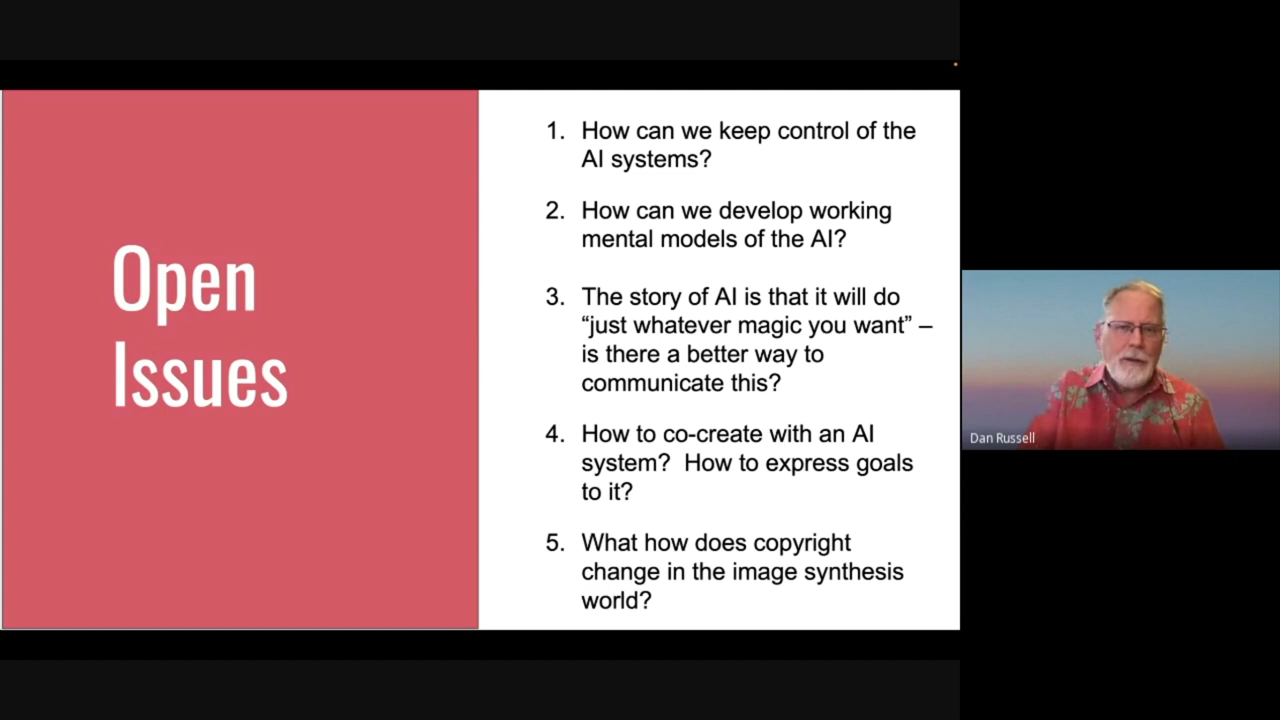 Open
Issues
1. How can we keep control of the
AI systems?
2. How can we develop working
mental models of the AI?
3. The story of AI is that it will do
“just whatever magic you want” –
is there a better way to
communicate this?
4. How to co-create with an AI
system?  How to express goals
to it?
5. What how does copyright
change in the image synthesis
world?
Dan Russell